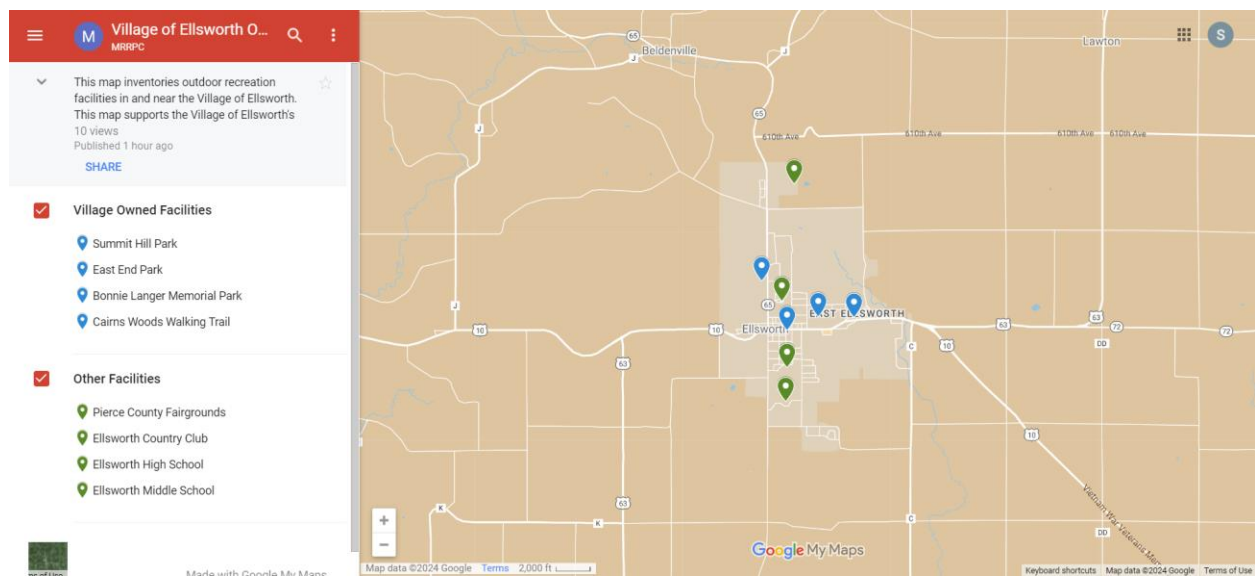 M
Village of Ellsworth O...
MRRPC
This map inventories outdoor recreation
facilities in and near the Village of Ellsworth.
This map supports the Village of Ellsworth's
10 views
Published 1 hour ago
SHARE
Village Owned Facilities
Summit Hill Park
East End Park
Bonnie Langer Memorial Park
Cairns Woods Walking Trail
Other Facilities
Pierce County Fairgrounds
Ellsworth Country Club
Ellsworth High School
Ellsworth Middle School
Made with Google My Maps
S
65
Beldenville
J
J
Lawton
65
J
610th Ave
610th Ave
610th Ave
610th Ave
J
65
10
10
Ellsworth
EAST ELLSWORTH
63
63
72
72
C
10
DD
63
10
63
K
K
C
DD
Vietnam War Veterans
+
−
Google My Maps
Map data ©2024 Google
Terms
2,000 ft
Keyboard shortcuts
Map data ©2024 Google
Terms of Use